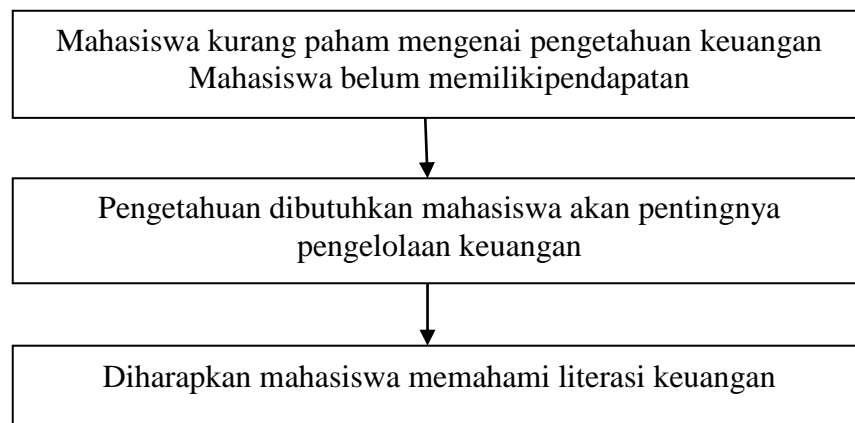 Mahasiswa kurang paham mengenai pengetahuan keuangan
Mahasiswa belum memilikipendapatan
Pengetahuan dibutuhkan mahasiswa akan pentingnya
pengelolaan keuangan
Diharapkan mahasiswa memahami literasi keuangan